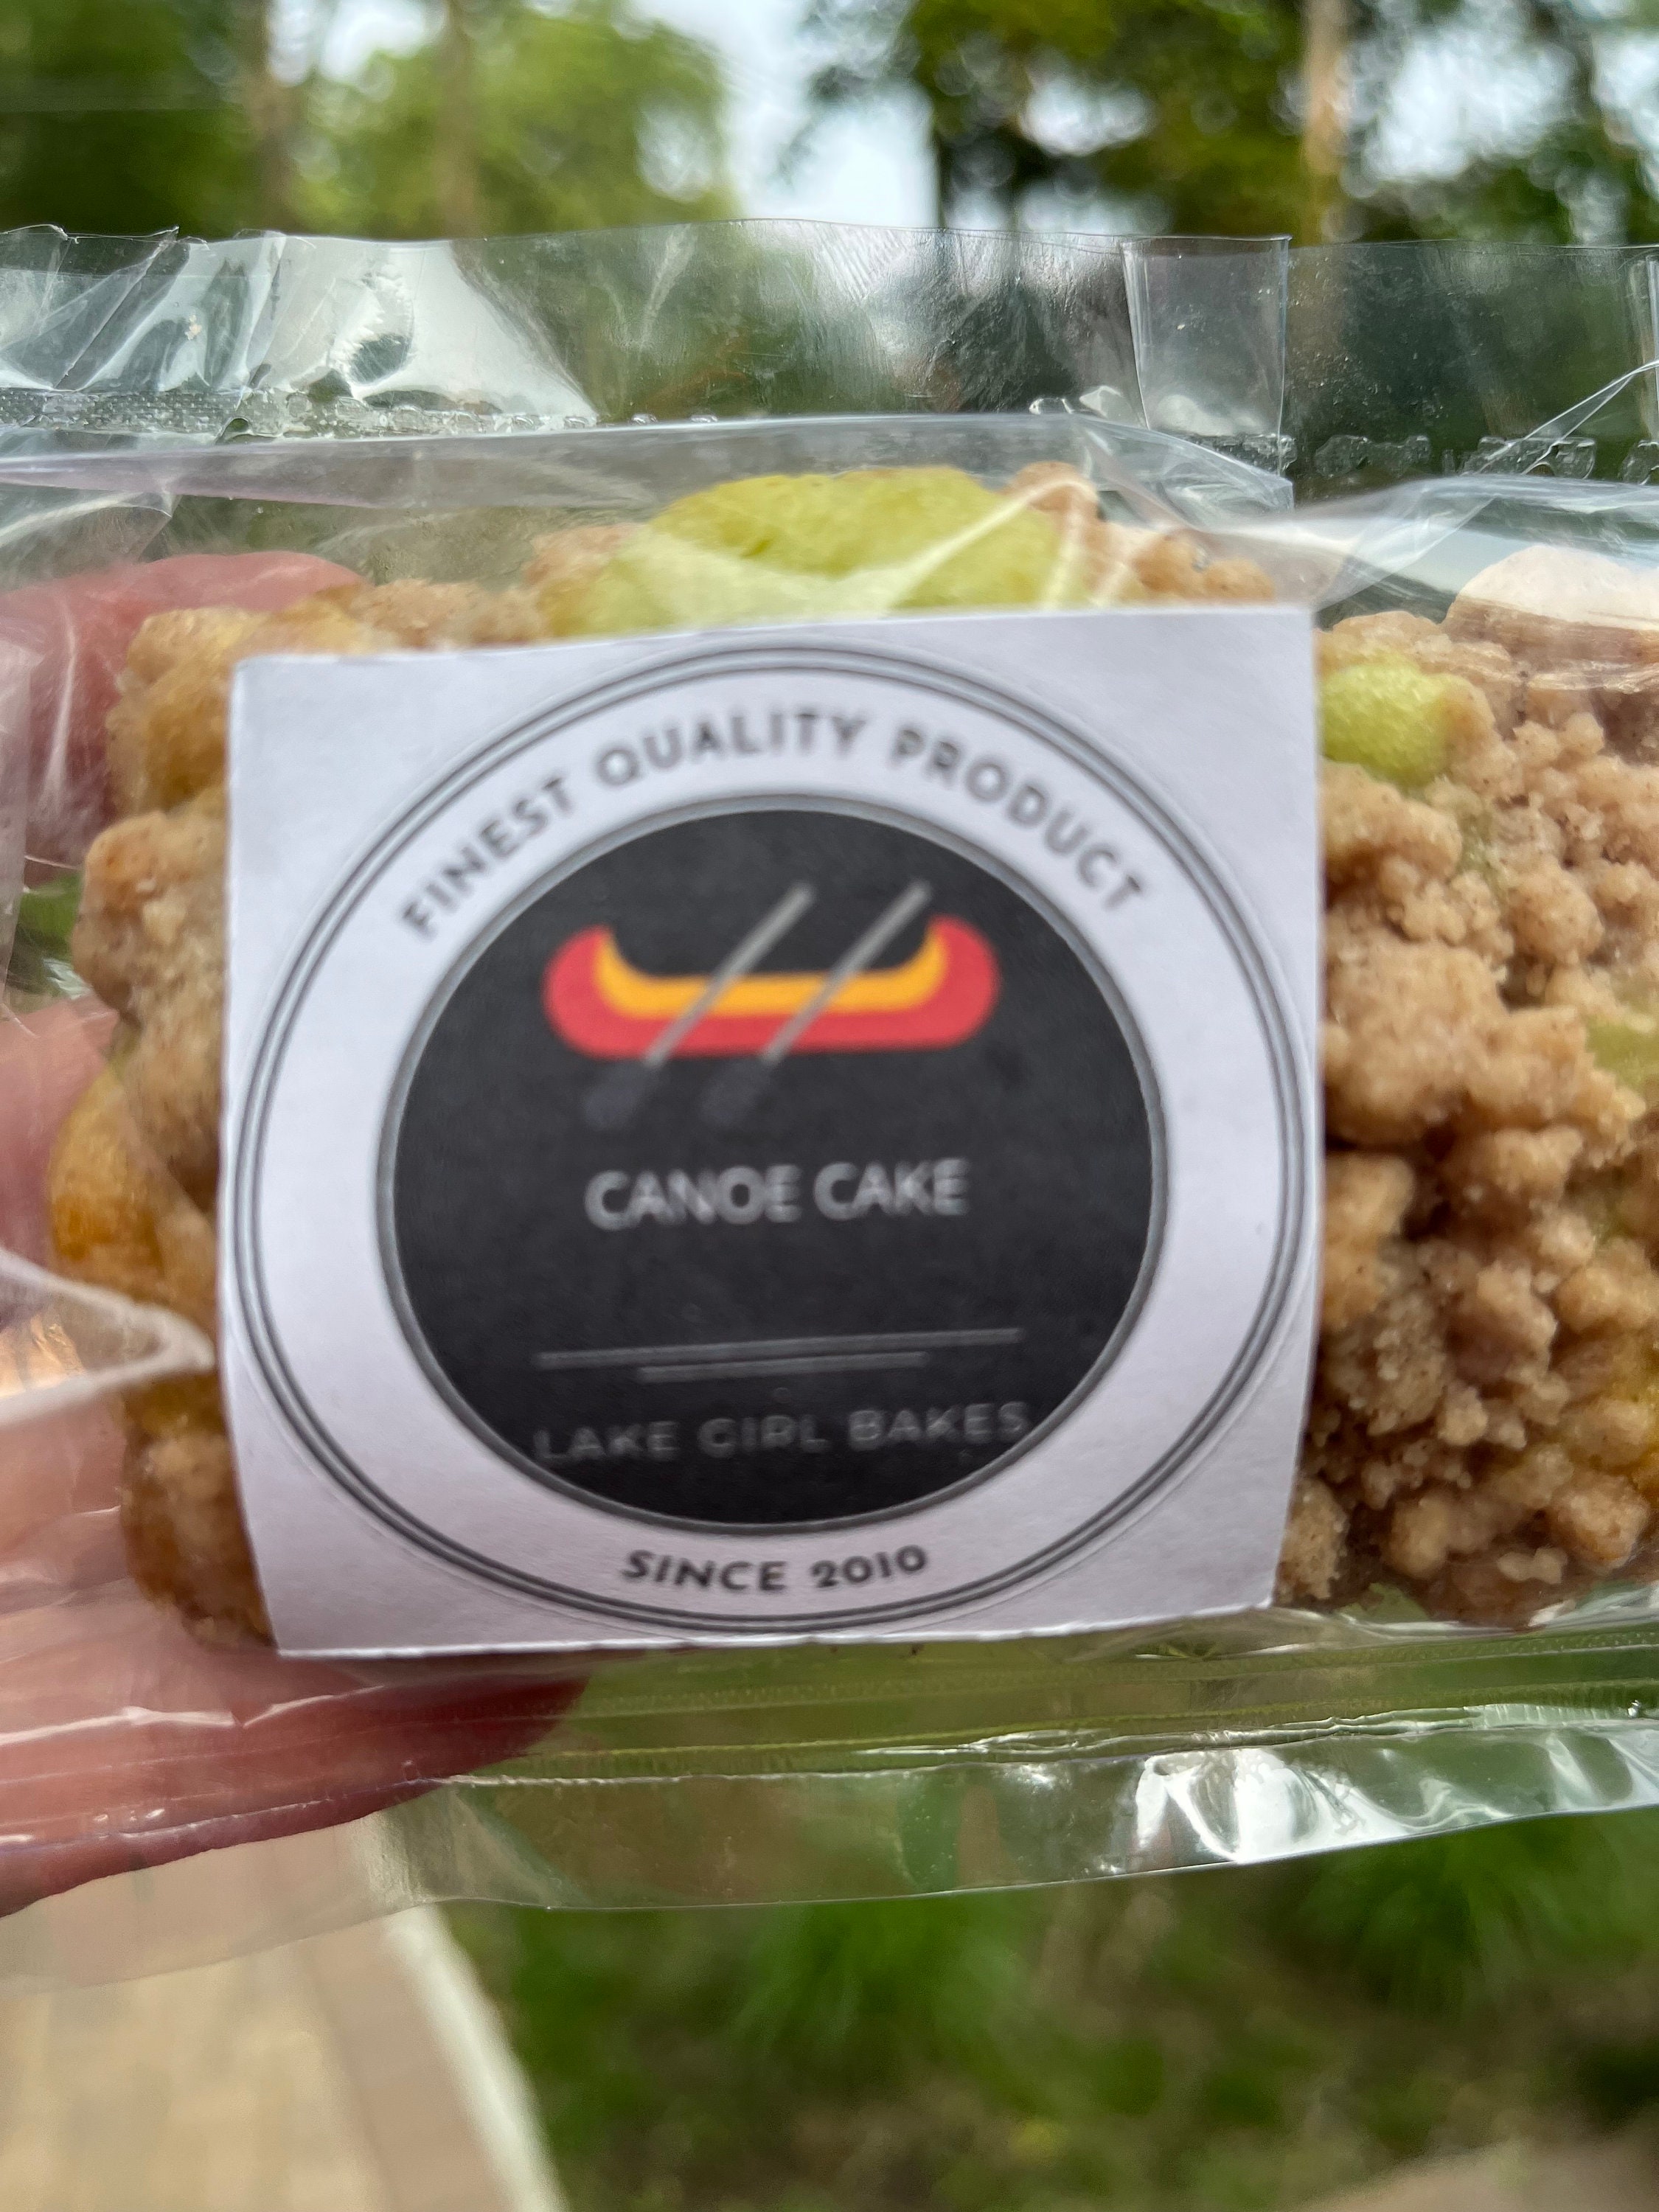 FINEST QUALITY PRODUCT
CANOE CAKE
LAKE GIRL BAKES
SINCE 2010